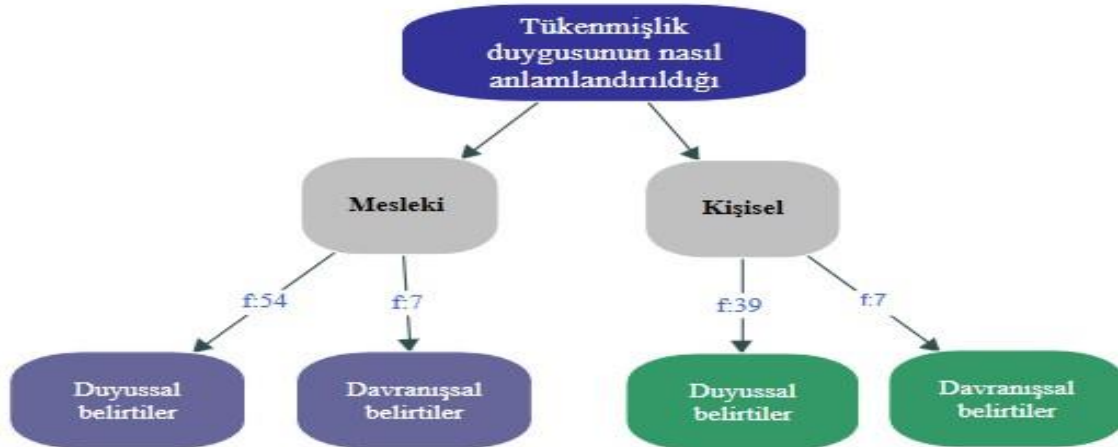 Tükenmişlik
duygusunun nasıl
anlamlandırıldığı
Mesleki
Kişisel
f:54
f:7
f:39
f:7
Duyussal
belirtiler
Davranışsal
belirtiler
Duyussal
belirtiler
Davranışsal
belirtiler